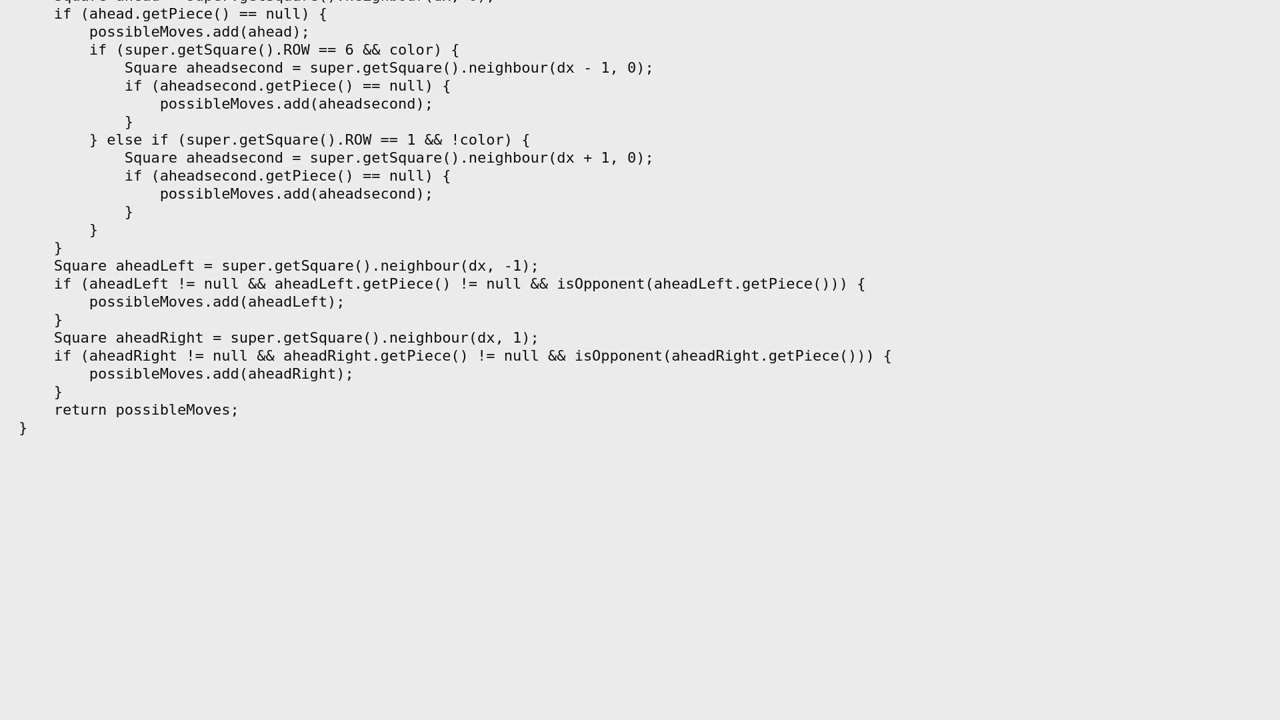 if (ahead.getPiece() == null) {
possibleMoves.add(ahead);
if (super.getSquare().ROW == 6 && color) {
Square aheadsecond = super.getSquare().neighbour(dx - 1, 0);
if (aheadsecond.getPiece() == null) {
possibleMoves.add(aheadsecond);
}
} else if (super.getSquare().ROW == 1 && !color) {
Square aheadsecond = super.getSquare().neighbour(dx + 1, 0);
if (aheadsecond.getPiece() == null) {
possibleMoves.add(aheadsecond);
}
}
}
Square aheadLeft = super.getSquare().neighbour(dx, -1);
if (aheadLeft != null && aheadLeft.getPiece() != null && isOpponent(aheadLeft.getPiece())) {
possibleMoves.add(aheadLeft);
}
Square aheadRight = super.getSquare().neighbour(dx, 1);
if (aheadRight != null && aheadRight.getPiece() != null && isOpponent(aheadRight.getPiece())) {
possibleMoves.add(aheadRight);
}
return possibleMoves;
}